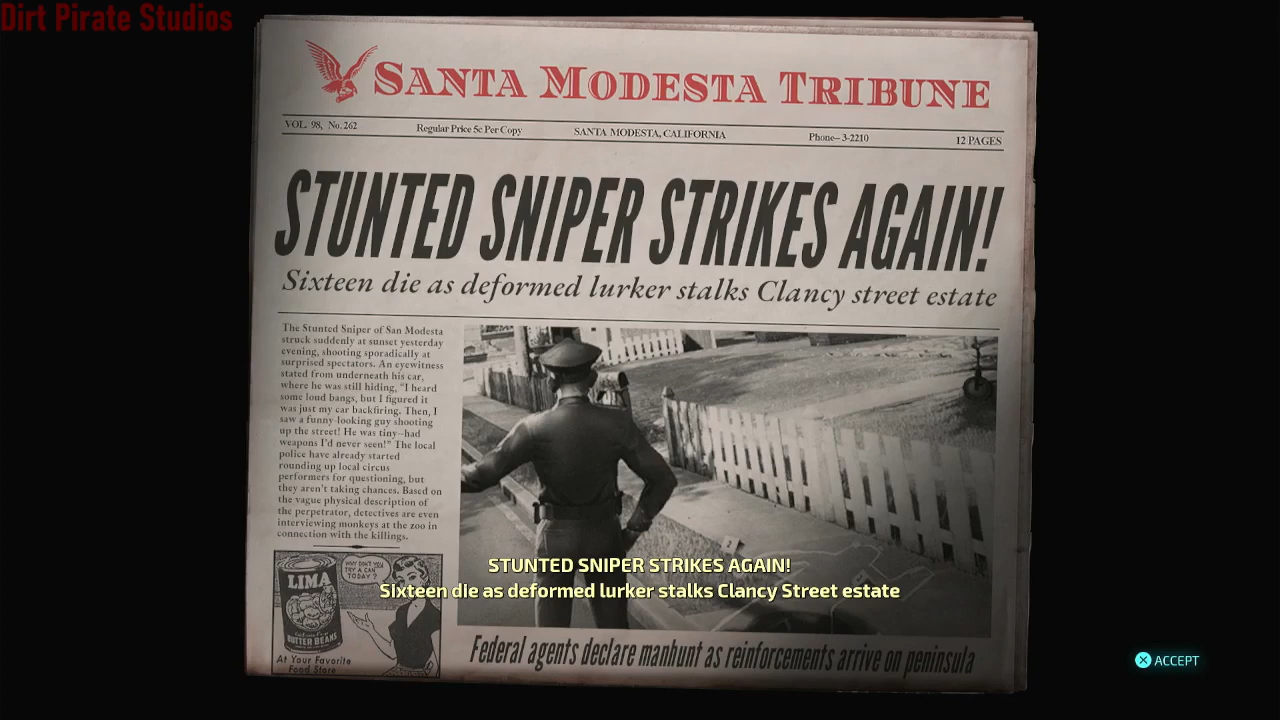 Dirt Pirate Studios
SANTA MODESTA TRIBUNE
VOL. 98, No. 262
Regular Price 5c Per Copy
SANTA MODESTA, CALIFORNIA
Phone– 3-2210
12 PAGES
STUNTED SNIPER STRIKES AGAIN!
Sixteen die as deformed lurker stalks Clancy street estate
The Stunted Sniper of San Modesta
struck suddenly at sunset yesterday
evening, shooting sporadically at
surprised spectators. An eyewitness
stated from underneath his car,
where he was still hiding, "I heard
some loud bangs, but I figured it
was just my car backfiring. Then, I
saw a funny-looking guy shooting
up the street! He was tiny—had
weapons I'd never seen!" The local
police have already started
rounding up local circus
performers for questioning, but
they aren't taking chances. Based on
the vague physical description of
the perpetrator, detectives are even
interviewing monkeys at the zoo in
connection with the killings.
LIMA
BUTTER BEANS
WHY DON'T YOU
TRY A CAN
TODAY?
At Your Favorite
Food Store
2
STUNTED SNIPER STRIKES AGAIN!
Sixteen die as deformed lurker stalks Clancy Street estate
Federal agents declare manhunt as reinforcements arrive on peninsula
ACCEPT